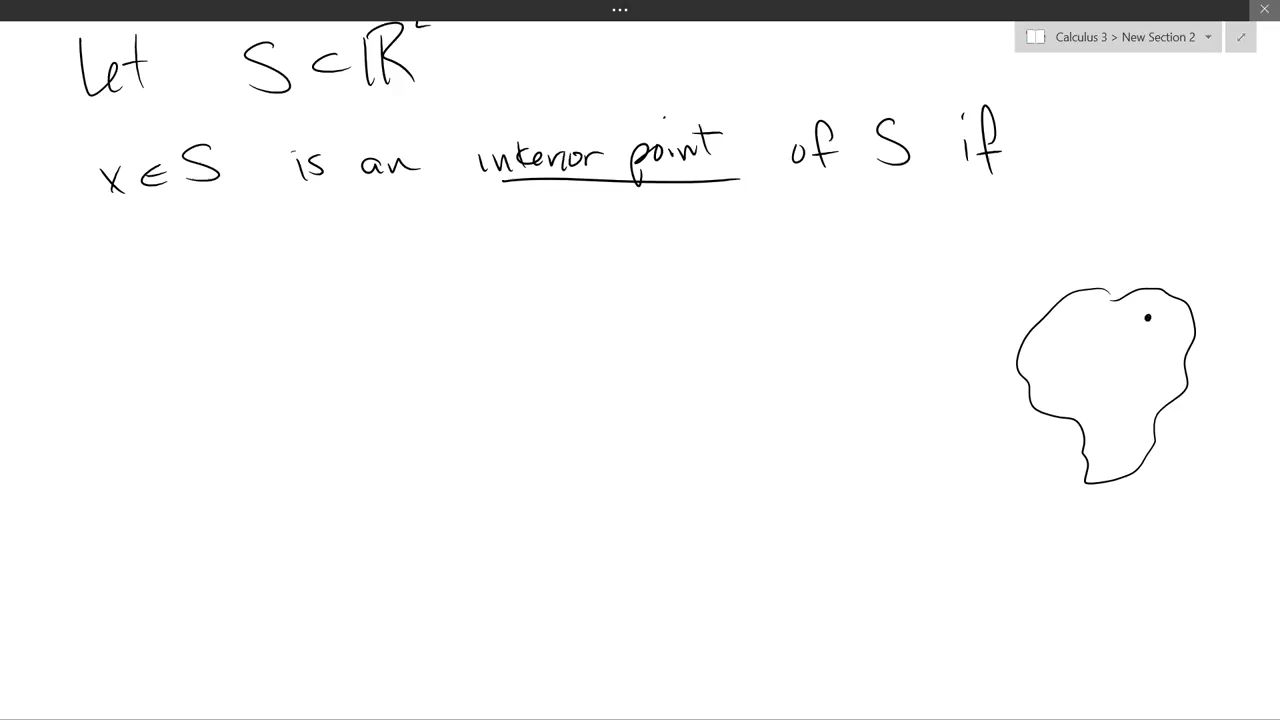 Calculus 3 > New Section 2
Let S ⊂ ℝ²
x ∈ S is an interior point of S if